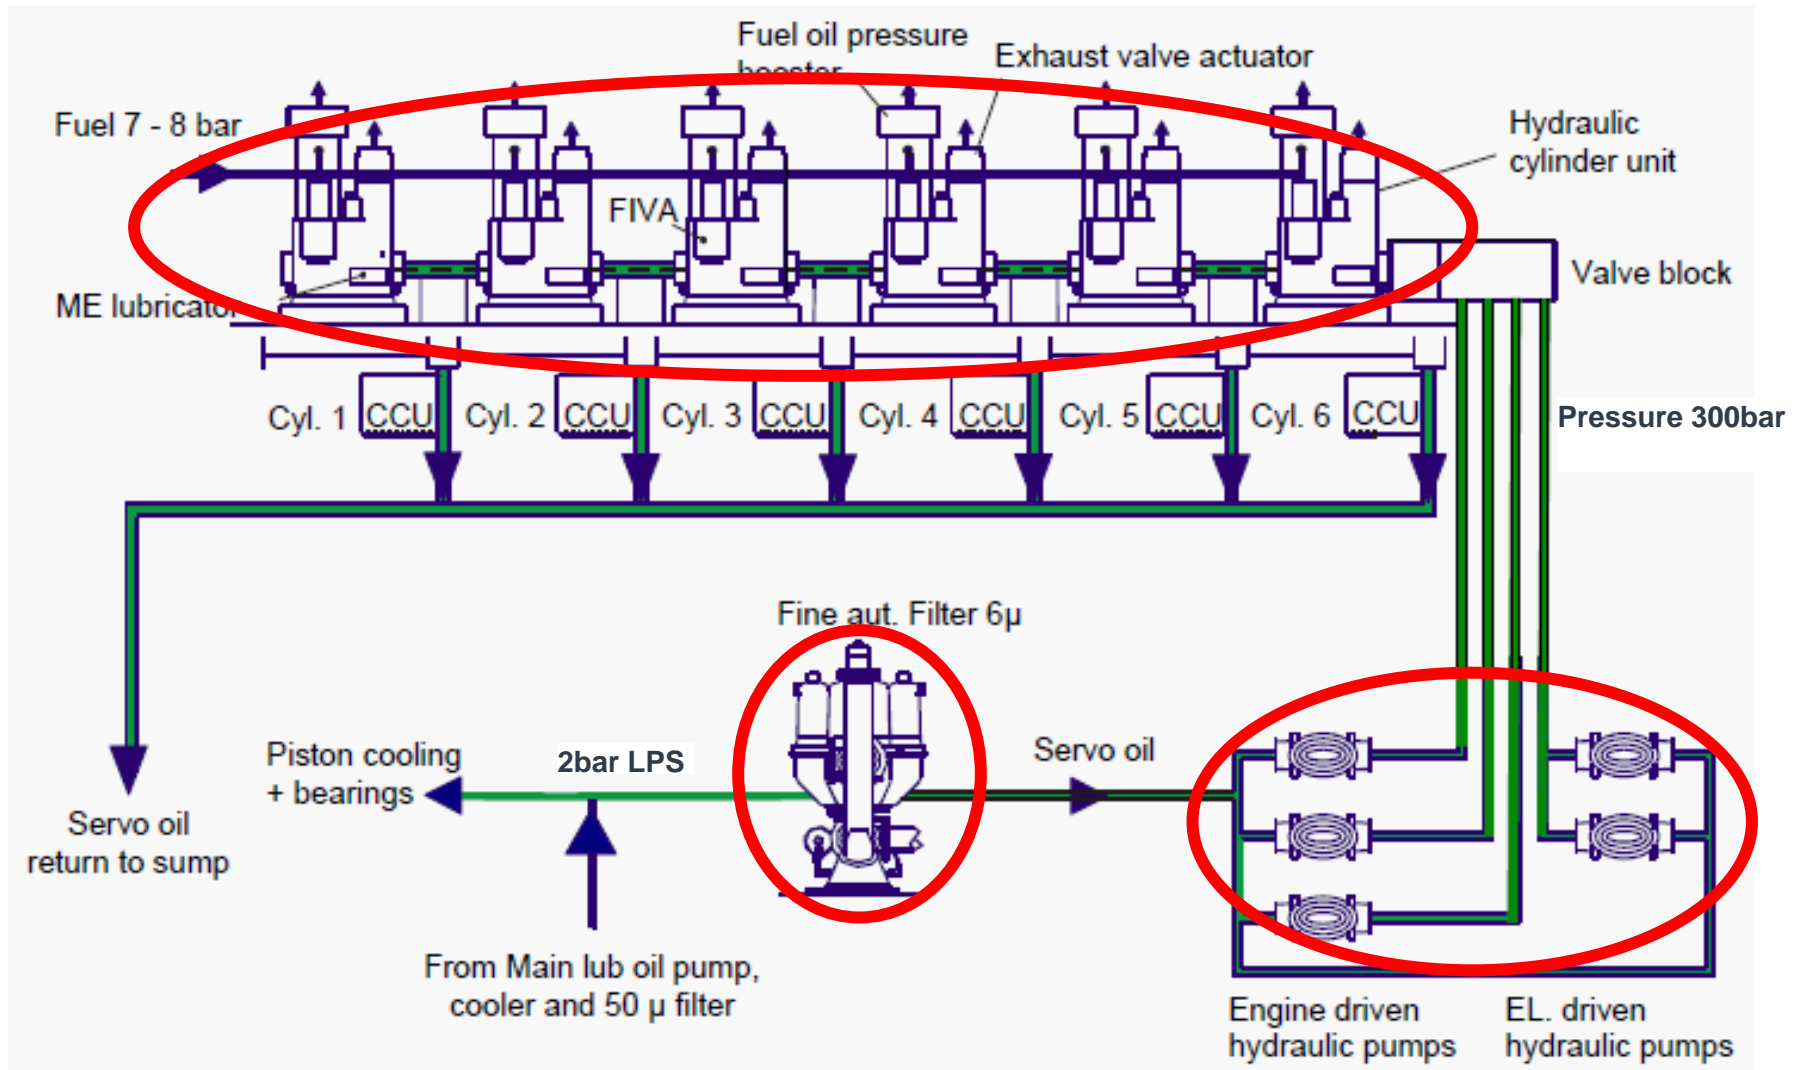 Fuel oil pressure
booster
Exhaust valve actuator
Fuel 7 - 8 bar
Hydraulic
cylinder unit
FIVA
Valve block
ME lubricator
Cyl. 1 CCU Cyl. 2 CCU Cyl. 3 CCU Cyl. 4 CCU Cyl. 5 CCU Cyl. 6 CCU
Pressure 300bar
Fine aut. Filter 6µ
Piston cooling
+ bearings
2bar LPS
Servo oil
Servo oil
return to sump
From Main lub oil pump,
cooler and 50 µ filter
Engine driven
hydraulic pumps
EL. driven
hydraulic pumps